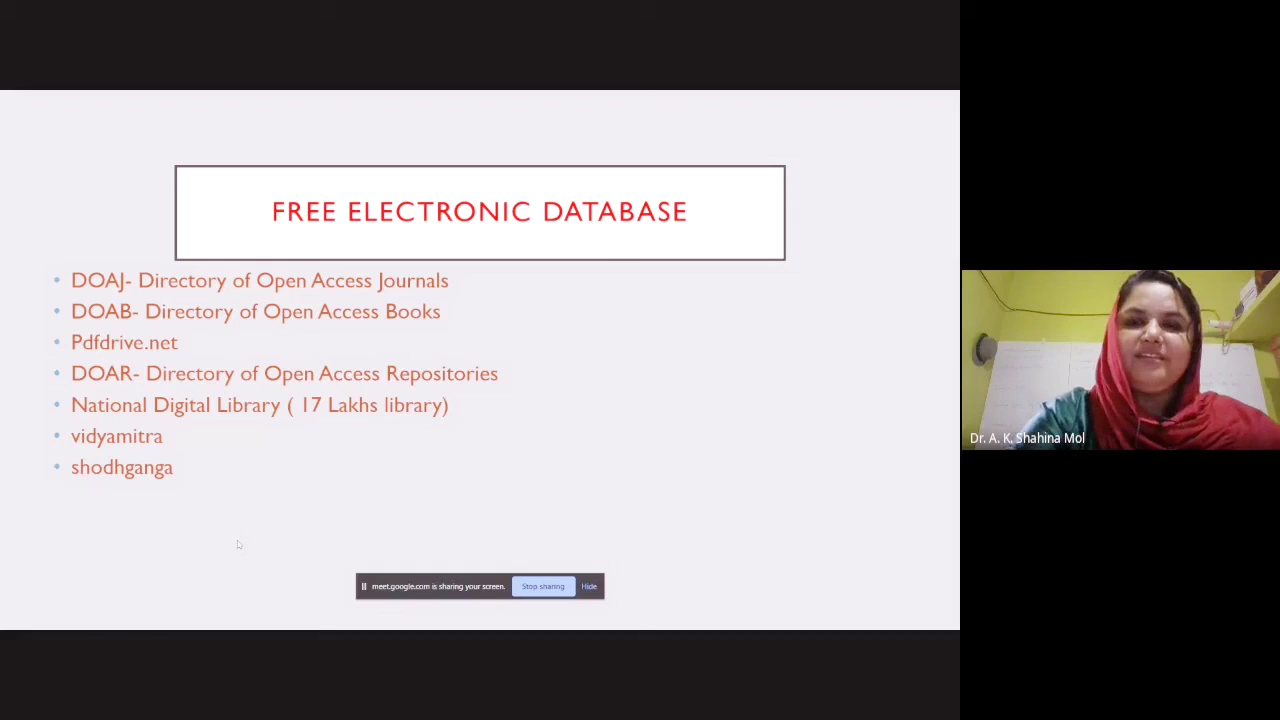 FREE ELECTRONIC DATABASE
• DOAJ- Directory of Open Access Journals
• DOAB- Directory of Open Access Books
• Pdfdrive.net
• DOAR- Directory of Open Access Repositories
• National Digital Library ( 17 Lakhs library)
• vidyamitra
• shodhganga
meet.google.com is sharing your screen. Stop sharing Hide
Dr. A. K. Shahina Mol